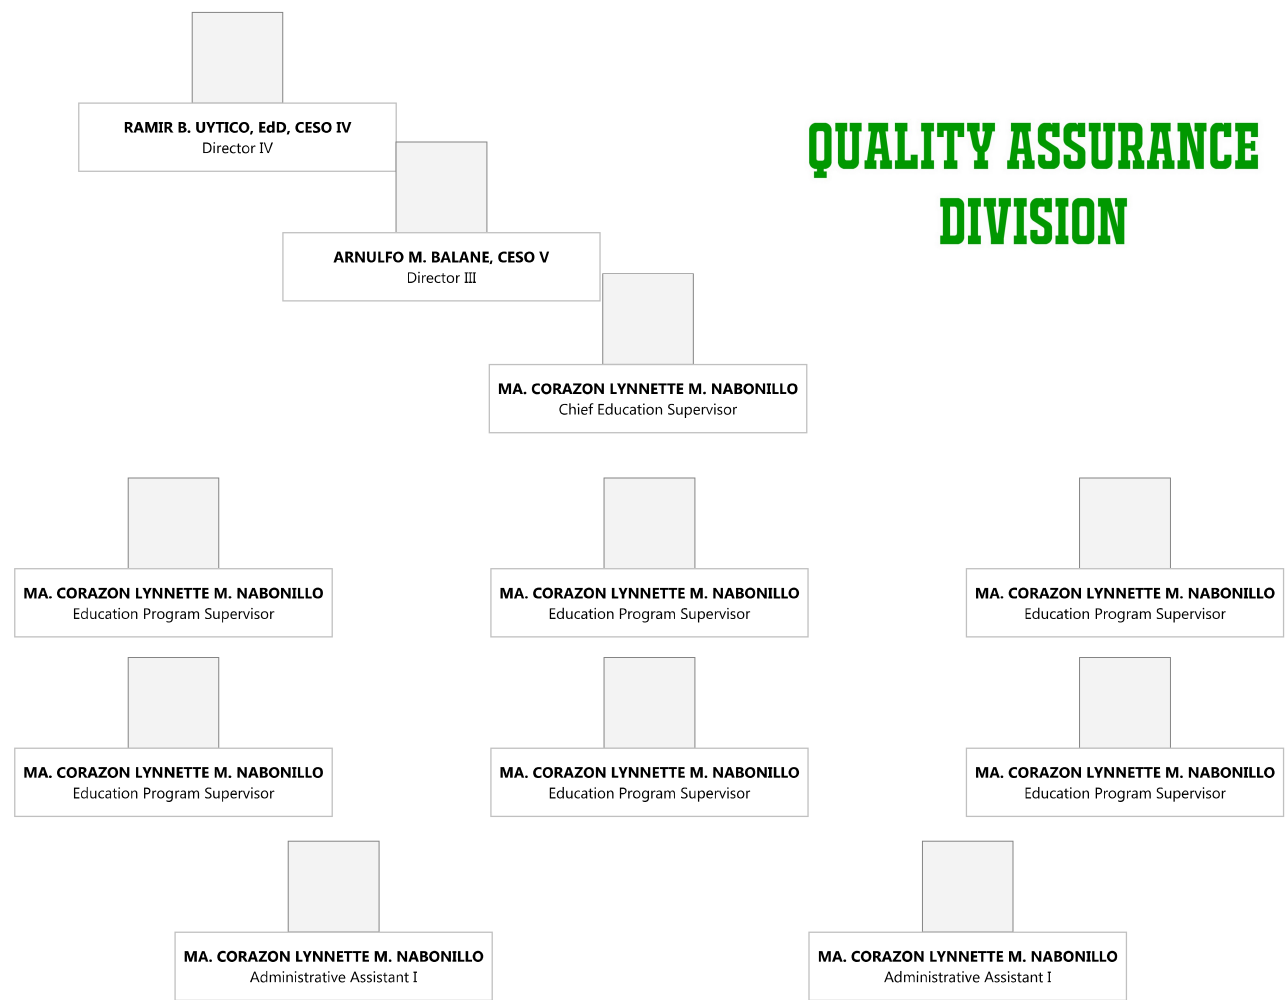 RAMIR B. UYTICO, EdD, CESO IV
Director IV
QUALITY ASSURANCE
DIVISION
ARNULFO M. BALANE, CESO V
Director III
MA. CORAZON LYNNETTE M. NABONILLO
Chief Education Supervisor
MA. CORAZON LYNNETTE M. NABONILLO
Education Program Supervisor
MA. CORAZON LYNNETTE M. NABONILLO
Education Program Supervisor
MA. CORAZON LYNNETTE M. NABONILLO
Education Program Supervisor
MA. CORAZON LYNNETTE M. NABONILLO
Education Program Supervisor
MA. CORAZON LYNNETTE M. NABONILLO
Education Program Supervisor
MA. CORAZON LYNNETTE M. NABONILLO
Education Program Supervisor
MA. CORAZON LYNNETTE M. NABONILLO
Administrative Assistant I
MA. CORAZON LYNNETTE M. NABONILLO
Administrative Assistant I